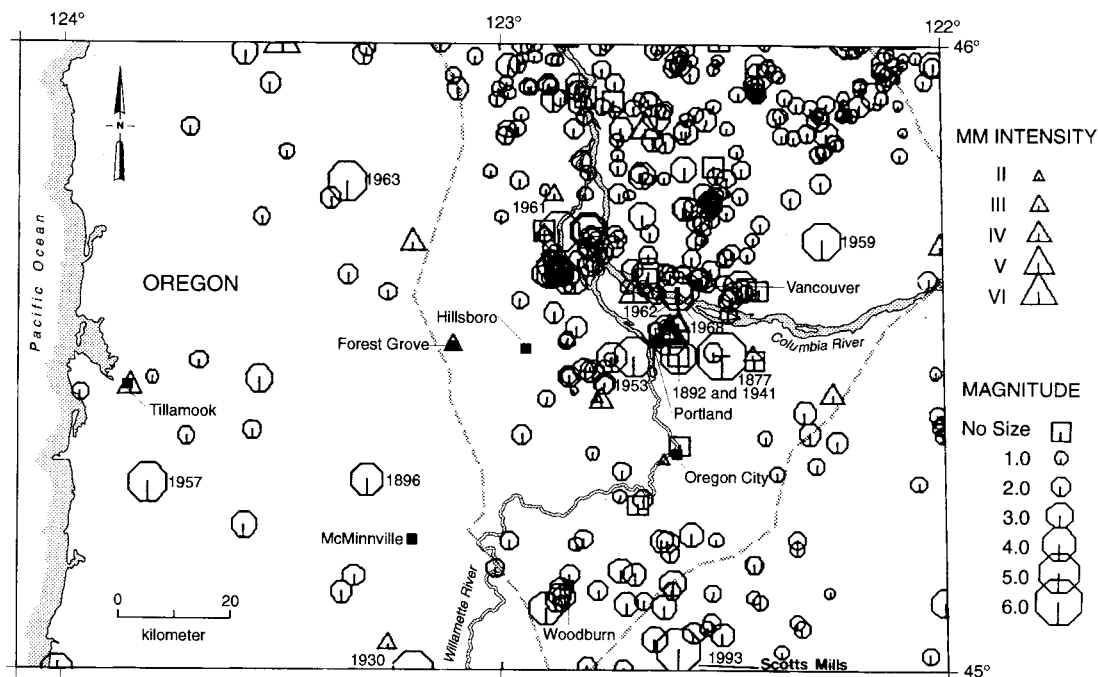 124°
123°
122°
46°
N
1963
1961
1959
Pacific Ocean
OREGON
Vancouver
Hillsboro
1962
1968
Columbia River
Forest Grove
1953
1877
1892 and 1941
Portland
Tillamook
Oregon City
1957
1896
McMinnville
0 20
kilometer
Willamette River
Woodburn
1930
1993
Scotts Mills
45°
MM INTENSITY
II
III
IV
V
VI
MAGNITUDE
No Size
1.0
2.0
3.0
4.0
5.0
6.0